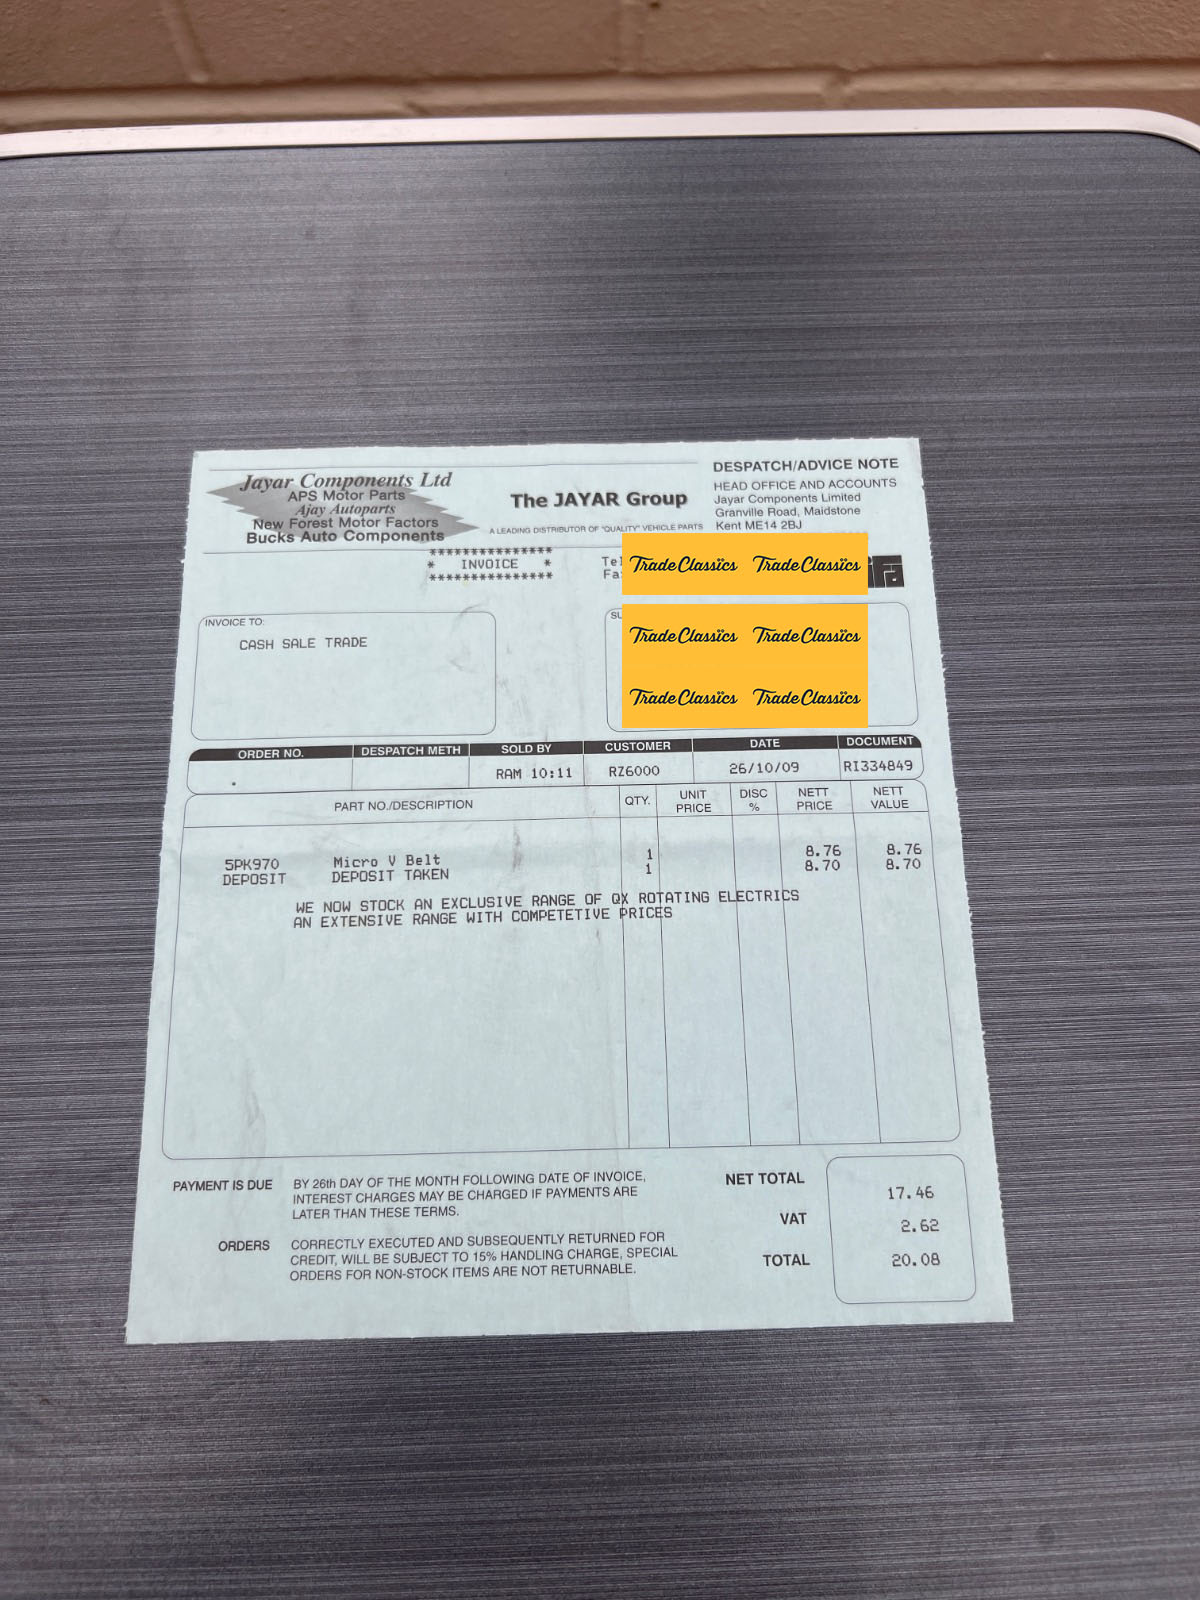 Jayar Components Ltd
APS Motor Parts
Ajay Autoparts
New Forest Motor Factors
Bucks Auto Components
The JAYAR Group
A LEADING DISTRIBUTOR OF "QUALITY" VEHICLE PARTS
DESPATCH/ADVICE NOTE
HEAD OFFICE AND ACCOUNTS
Jayar Components Limited
Granville Road, Maidstone
Kent ME14 2BJ
***************
* INVOICE *
***************
Trade Classics Trade Classics
INVOICE TO:
CASH SALE TRADE
Trade Classics Trade Classics
Trade Classics Trade Classics
ORDER NO. DESPATCH METH SOLD BY CUSTOMER DATE DOCUMENT
RAM 10:11 RZ6000 26/10/09 RI334849
PART NO./DESCRIPTION QTY. UNIT PRICE DISC % NETT PRICE NETT VALUE
5PK970 Micro V Belt 1 8.76 8.76
DEPOSIT DEPOSIT TAKEN 1 8.70 8.70
WE NOW STOCK AN EXCLUSIVE RANGE OF QX ROTATING ELECTRICS
AN EXTENSIVE RANGE WITH COMPETETIVE PRICES
PAYMENT IS DUE BY 26th DAY OF THE MONTH FOLLOWING DATE OF INVOICE,
INTEREST CHARGES MAY BE CHARGED IF PAYMENTS ARE
LATER THAN THESE TERMS.
ORDERS CORRECTLY EXECUTED AND SUBSEQUENTLY RETURNED FOR
CREDIT, WILL BE SUBJECT TO 15% HANDLING CHARGE, SPECIAL
ORDERS FOR NON-STOCK ITEMS ARE NOT RETURNABLE.
NET TOTAL 17.46
VAT 2.62
TOTAL 20.08